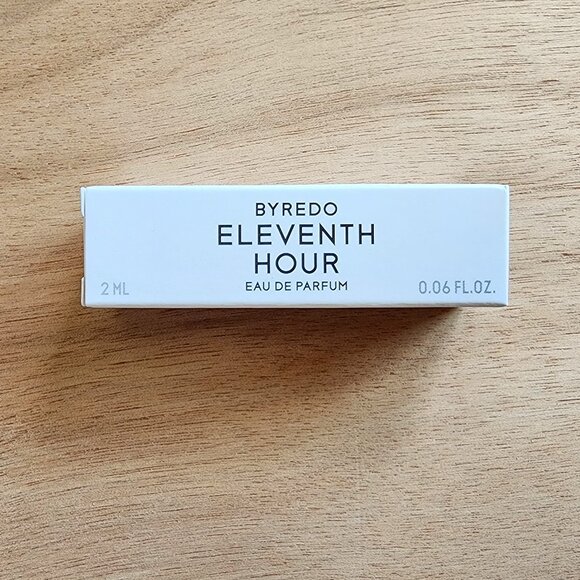 BYREDO
ELEVENTH
HOUR
EAU DE PARFUM
2 ML
0.06 FL.OZ.